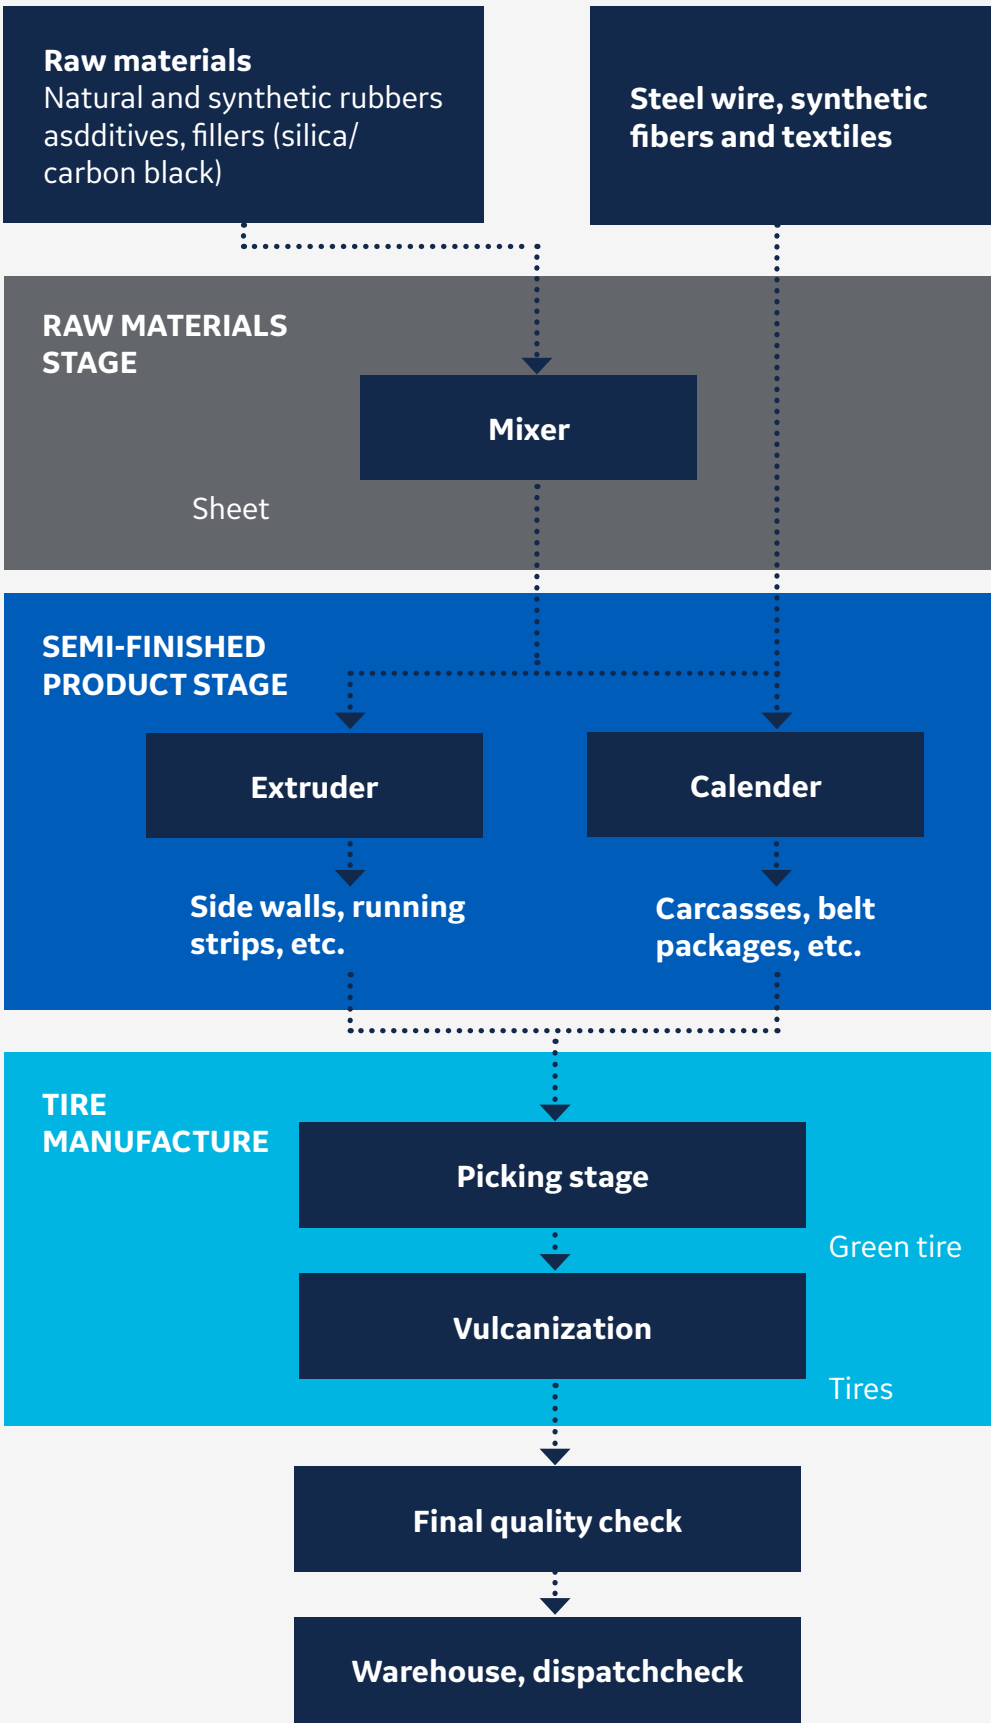 Raw materials
Natural and synthetic rubbers
asdditives, fillers (silica/
carbon black)
Steel wire, synthetic
fibers and textiles
RAW MATERIALS
STAGE
Mixer
Sheet
SEMI-FINISHED
PRODUCT STAGE
Extruder
Calender
Side walls, running
strips, etc.
Carcasses, belt
packages, etc.
TIRE
MANUFACTURE
Picking stage
Green tire
Vulcanization
Tires
Final quality check
Warehouse, dispatchcheck